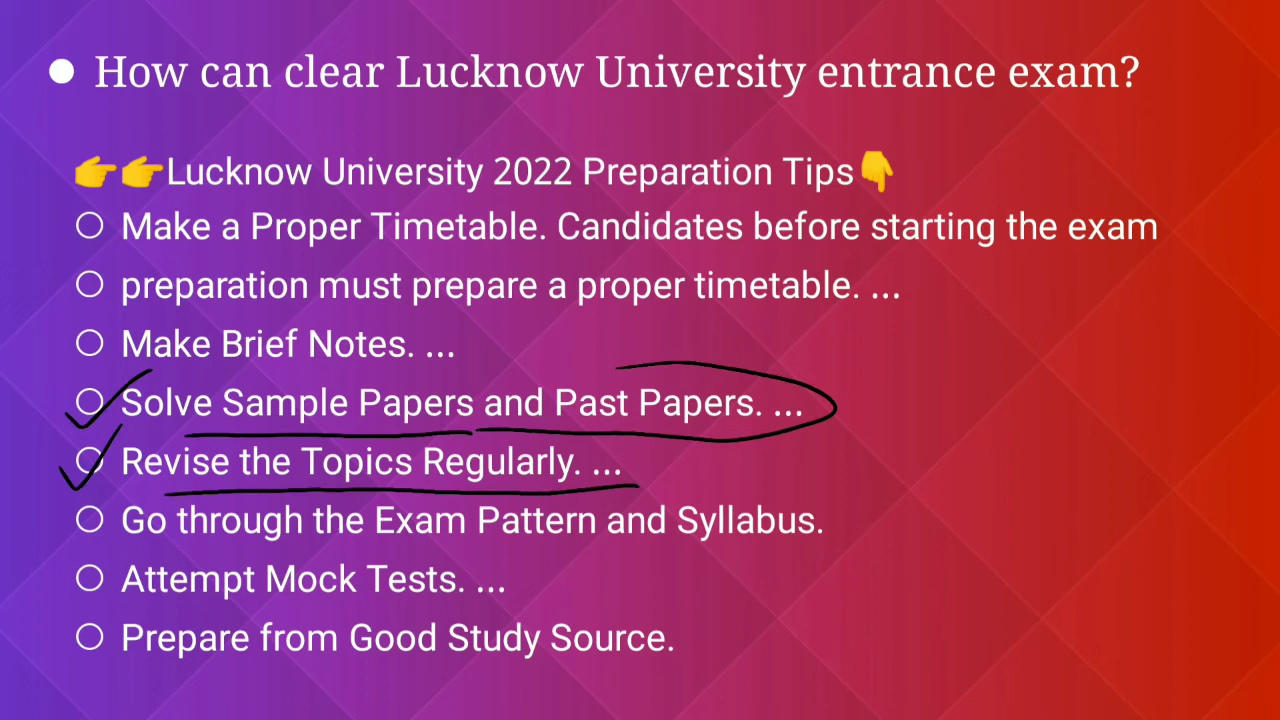 ● How can clear Lucknow University entrance exam?
👉👉Lucknow University 2022 Preparation Tips👇
○ Make a Proper Timetable. Candidates before starting the exam
○ preparation must prepare a proper timetable. ...
○ Make Brief Notes. ...
○ Solve Sample Papers and Past Papers. ...
○ Revise the Topics Regularly. ...
○ Go through the Exam Pattern and Syllabus.
○ Attempt Mock Tests. ...
○ Prepare from Good Study Source.